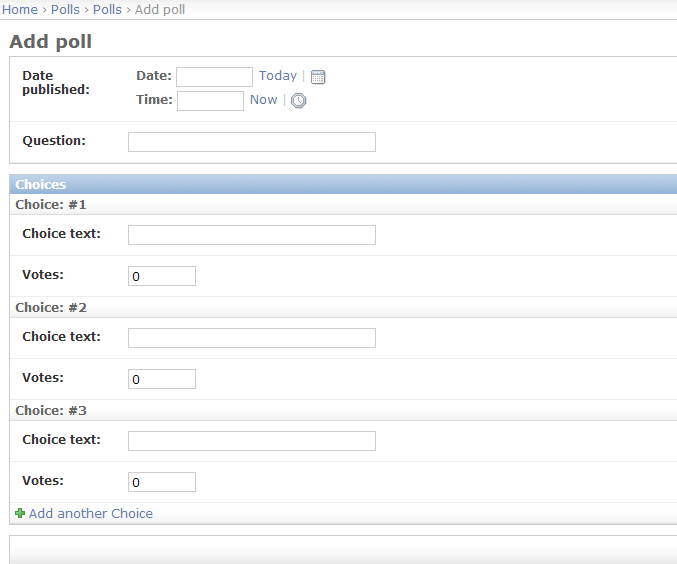 Home › Polls › Polls › Add poll
Add poll
Date published:
Date: Today |
Time: Now |
Question:
Choices
Choice: #1
Choice text:
Votes: 0
Choice: #2
Choice text:
Votes: 0
Choice: #3
Choice text:
Votes: 0
Add another Choice